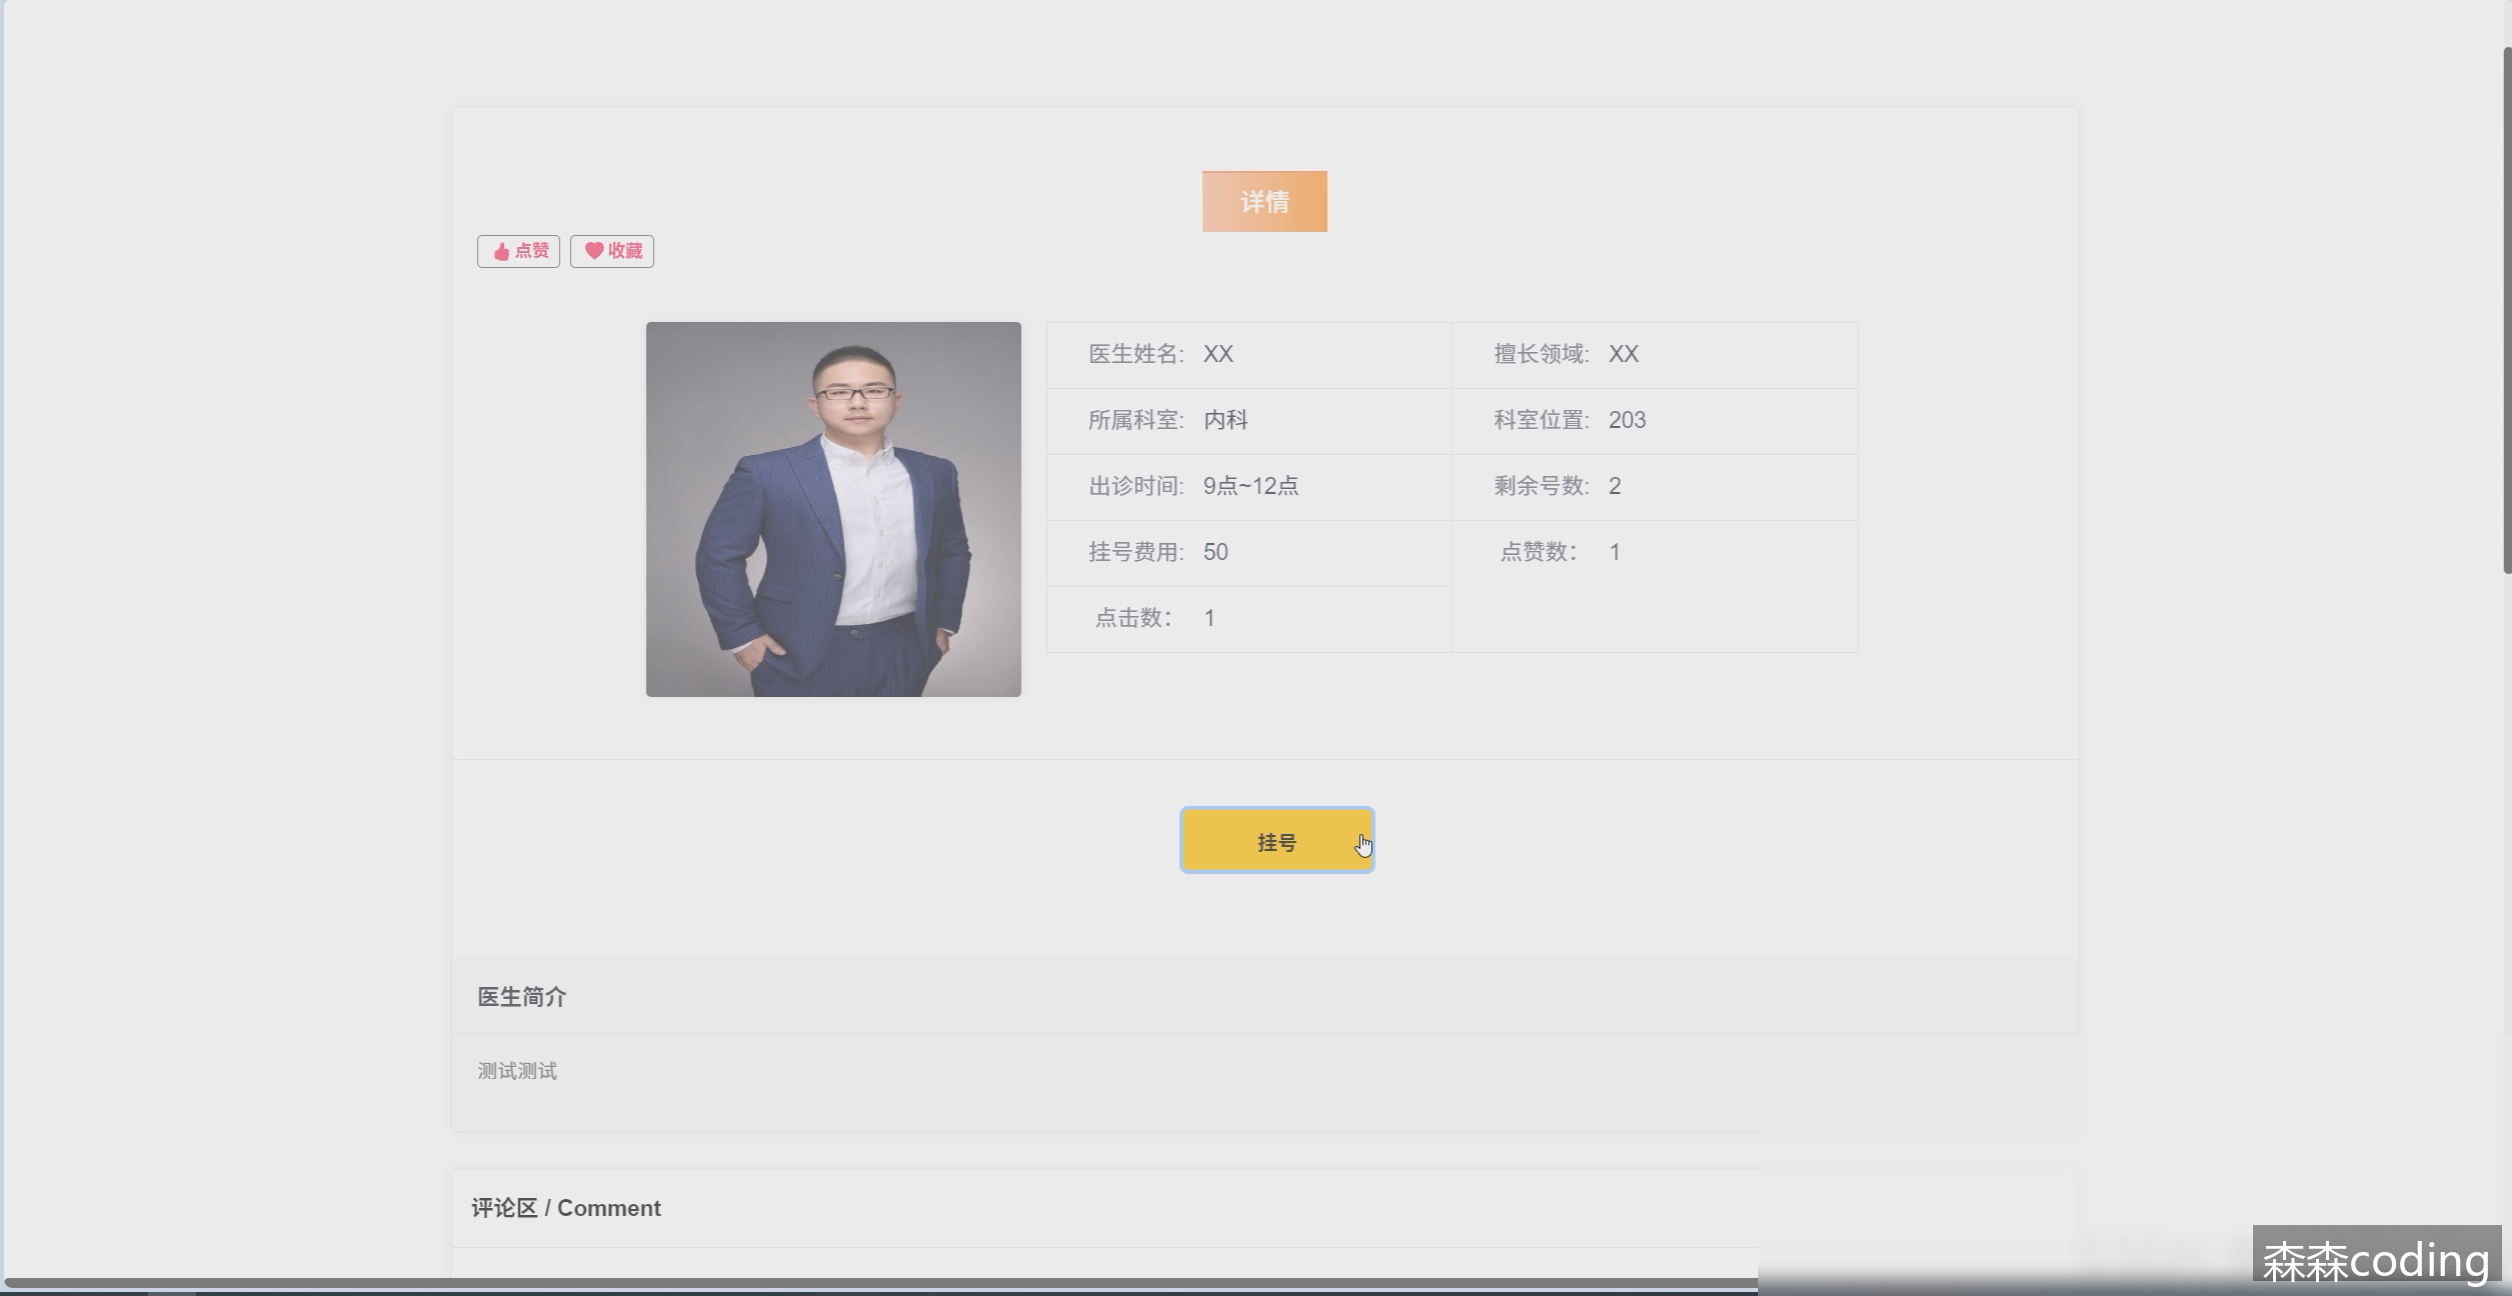 详情
点赞 收藏
医生姓名: XX 擅长领域: XX
所属科室: 内科 科室位置: 203
出诊时间: 9点~12点 剩余号数: 2
挂号费用: 50 点赞数： 1
点击数： 1
挂号
医生简介
测试测试
评论区 / Comment
森森coding